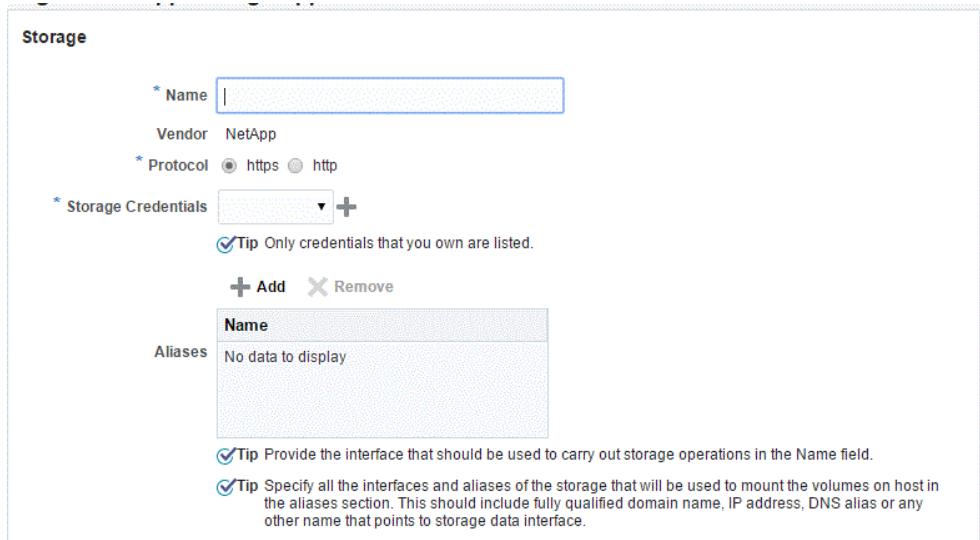 Storage
* Name
Vendor NetApp
* Protocol https http
* Storage Credentials
Tip Only credentials that you own are listed.
Add Remove
Name
Aliases No data to display
Tip Provide the interface that should be used to carry out storage operations in the Name field.
Tip Specify all the interfaces and aliases of the storage that will be used to mount the volumes on host in
the aliases section. This should include fully qualified domain name, IP address, DNS alias or any
other name that points to storage data interface.